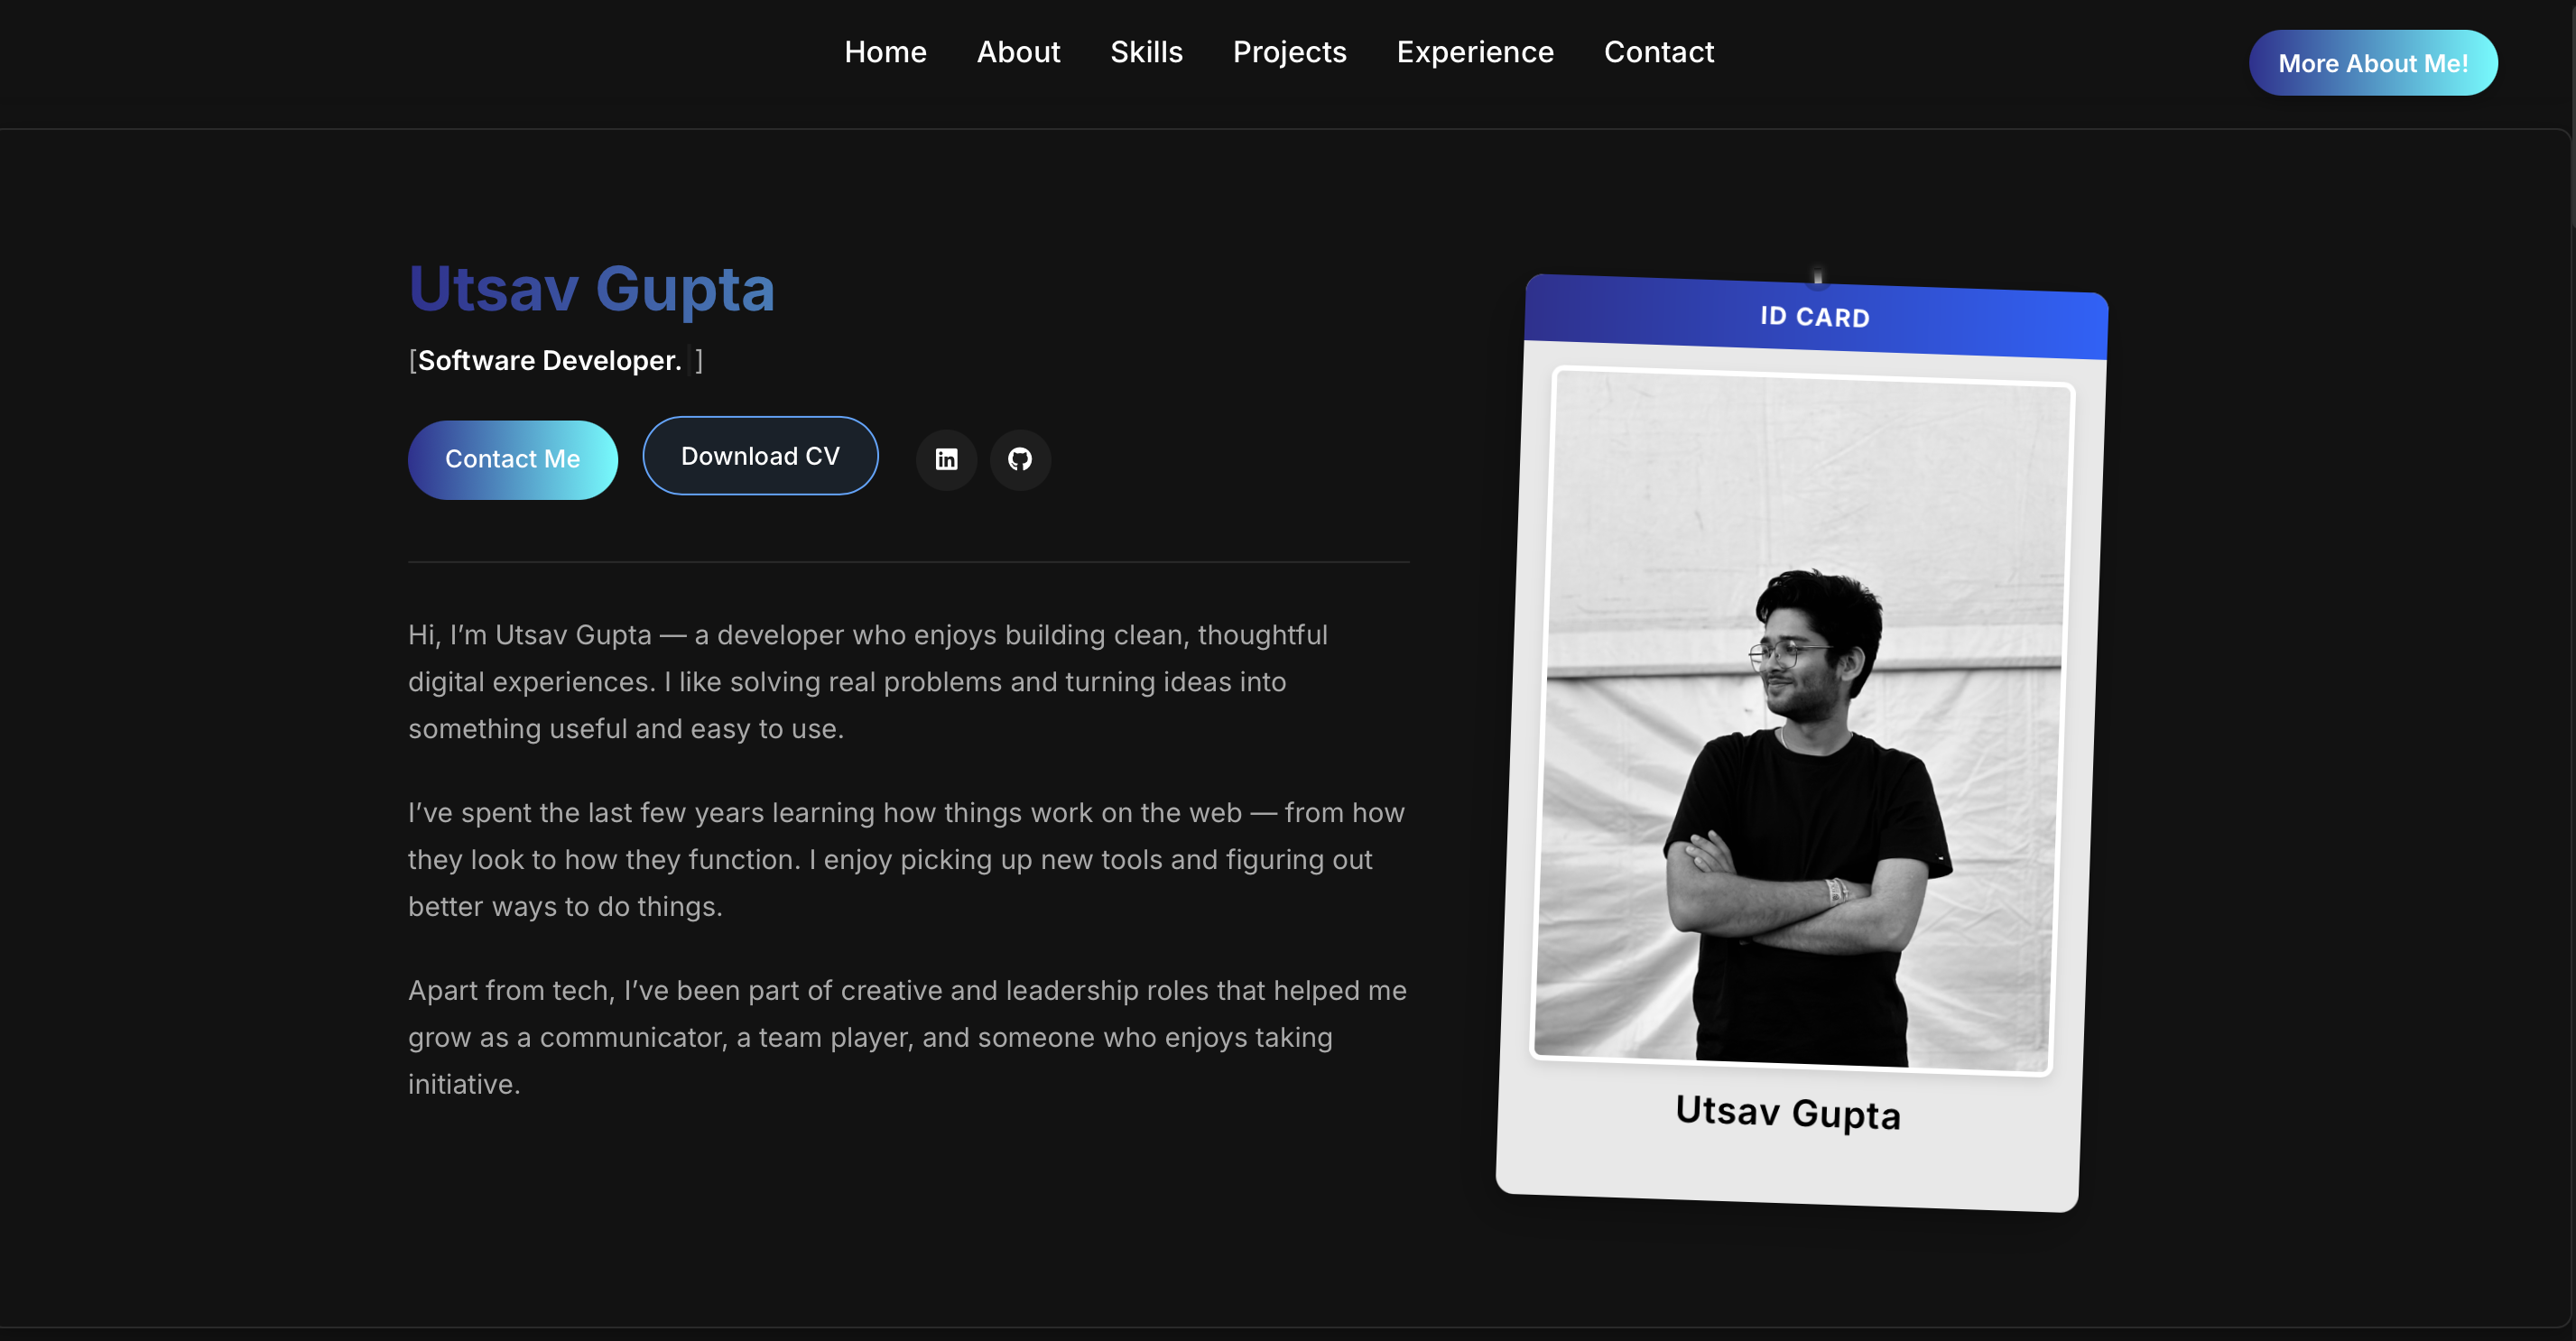 Home About Skills Projects Experience Contact
More About Me!
Utsav Gupta
[Software Developer. ]
Contact Me
Download CV
in
Hi, I’m Utsav Gupta — a developer who enjoys building clean, thoughtful
digital experiences. I like solving real problems and turning ideas into
something useful and easy to use.
I’ve spent the last few years learning how things work on the web — from how
they look to how they function. I enjoy picking up new tools and figuring out
better ways to do things.
Apart from tech, I’ve been part of creative and leadership roles that helped me
grow as a communicator, a team player, and someone who enjoys taking
initiative.
ID CARD
Utsav Gupta